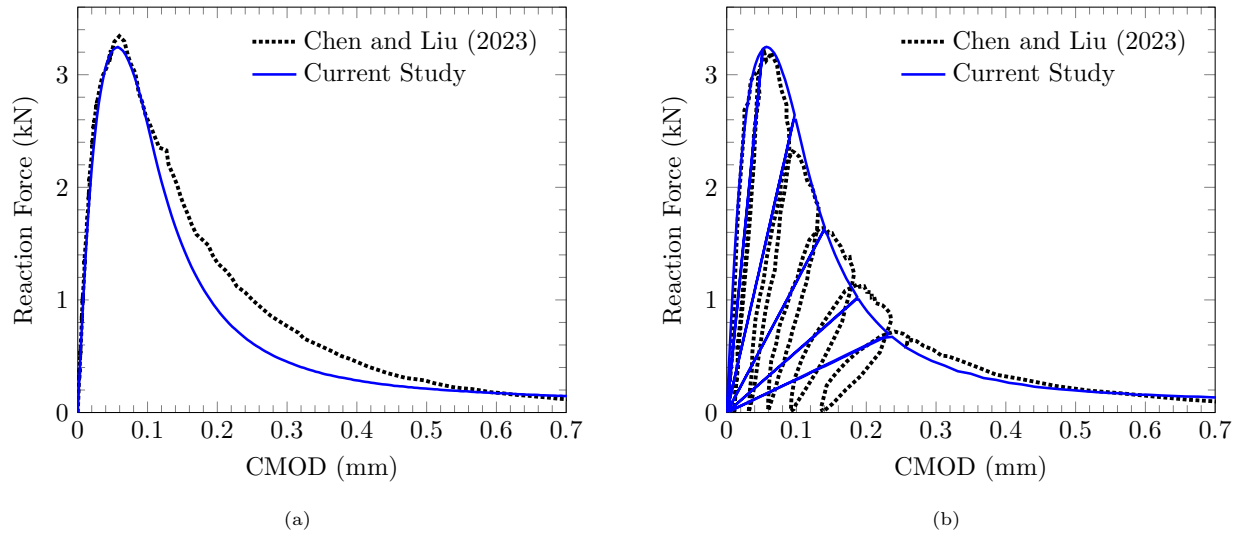 Chen and Liu (2023)
Current Study
Reaction Force (kN)
3
2
1
0
0 0.1 0.2 0.3 0.4 0.5 0.6 0.7
CMOD (mm)
(a)
Chen and Liu (2023)
Current Study
Reaction Force (kN)
3
2
1
0
0 0.1 0.2 0.3 0.4 0.5 0.6 0.7
CMOD (mm)
(b)